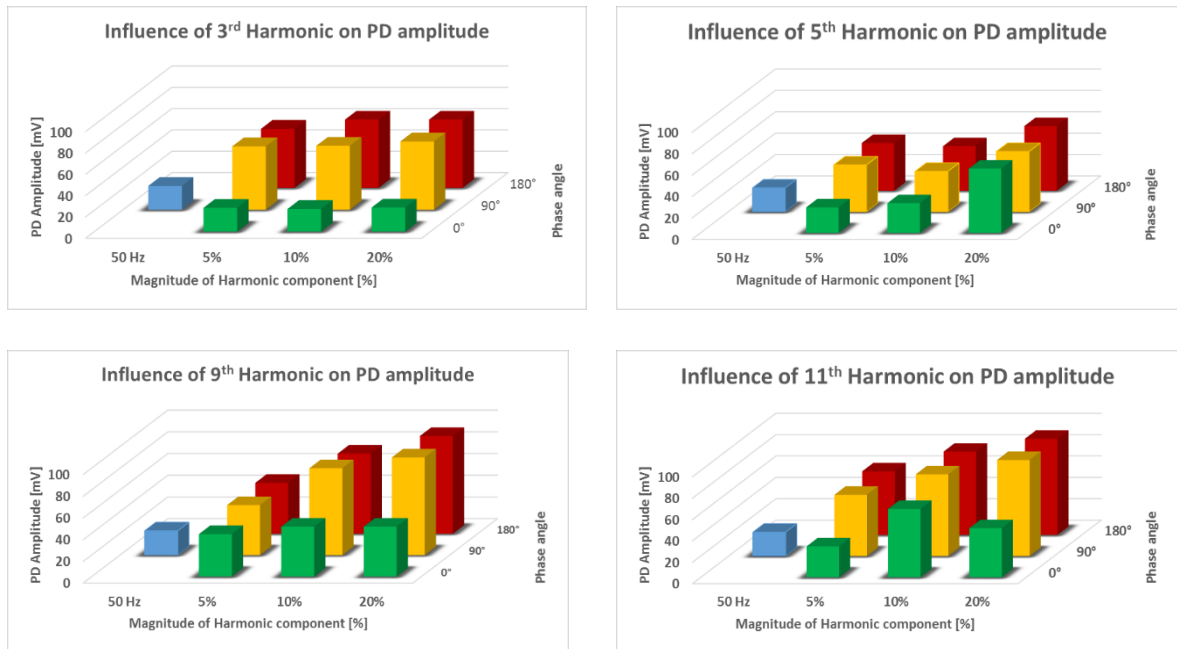 Influence of 3rd Harmonic on PD amplitude
PD Amplitude [mV]
100
80
60
40
20
0
50 Hz 5% 10% 20%
Magnitude of Harmonic component [%]
0°
90°
180°
Phase angle
Influence of 5th Harmonic on PD amplitude
PD Amplitude [mV]
100
80
60
40
20
0
50 Hz 5% 10% 20%
Magnitude of Harmonic component [%]
0°
90°
180°
Phase angle
Influence of 9th Harmonic on PD amplitude
PD Amplitude [mV]
100
80
60
40
20
0
50 Hz 5% 10% 20%
Magnitude of Harmonic component [%]
0°
90°
180°
Phase angle
Influence of 11th Harmonic on PD amplitude
PD Amplitude [mV]
100
80
60
40
20
0
50 Hz 5% 10% 20%
Magnitude of Harmonic component [%]
0°
90°
180°
Phase angle